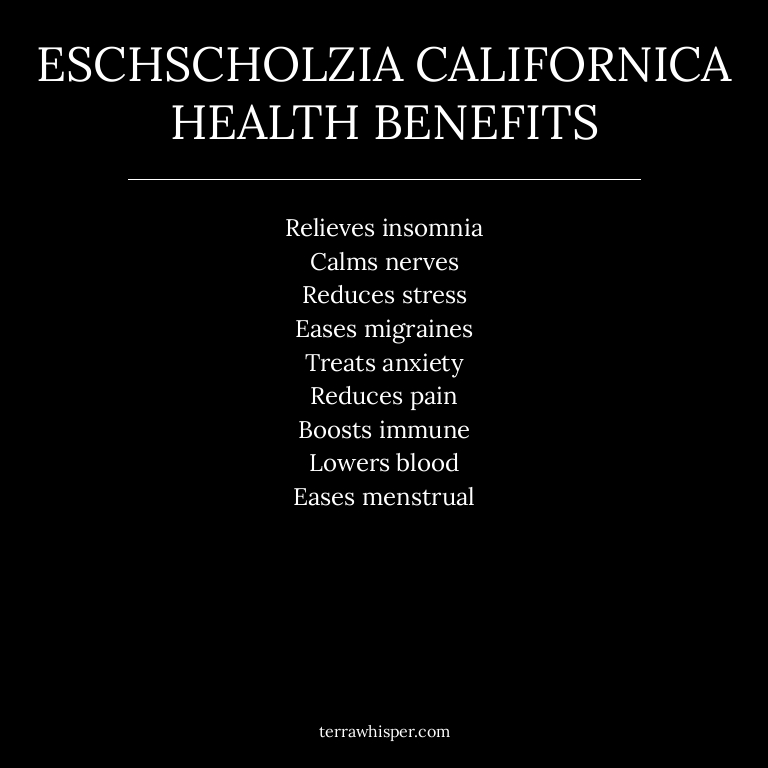 ESCHSCHOLZIA CALIFORNICA
HEALTH BENEFITS
Relieves insomnia
Calms nerves
Reduces stress
Eases migraines
Treats anxiety
Reduces pain
Boosts immune
Lowers blood
Eases menstrual
terrawhisper.com